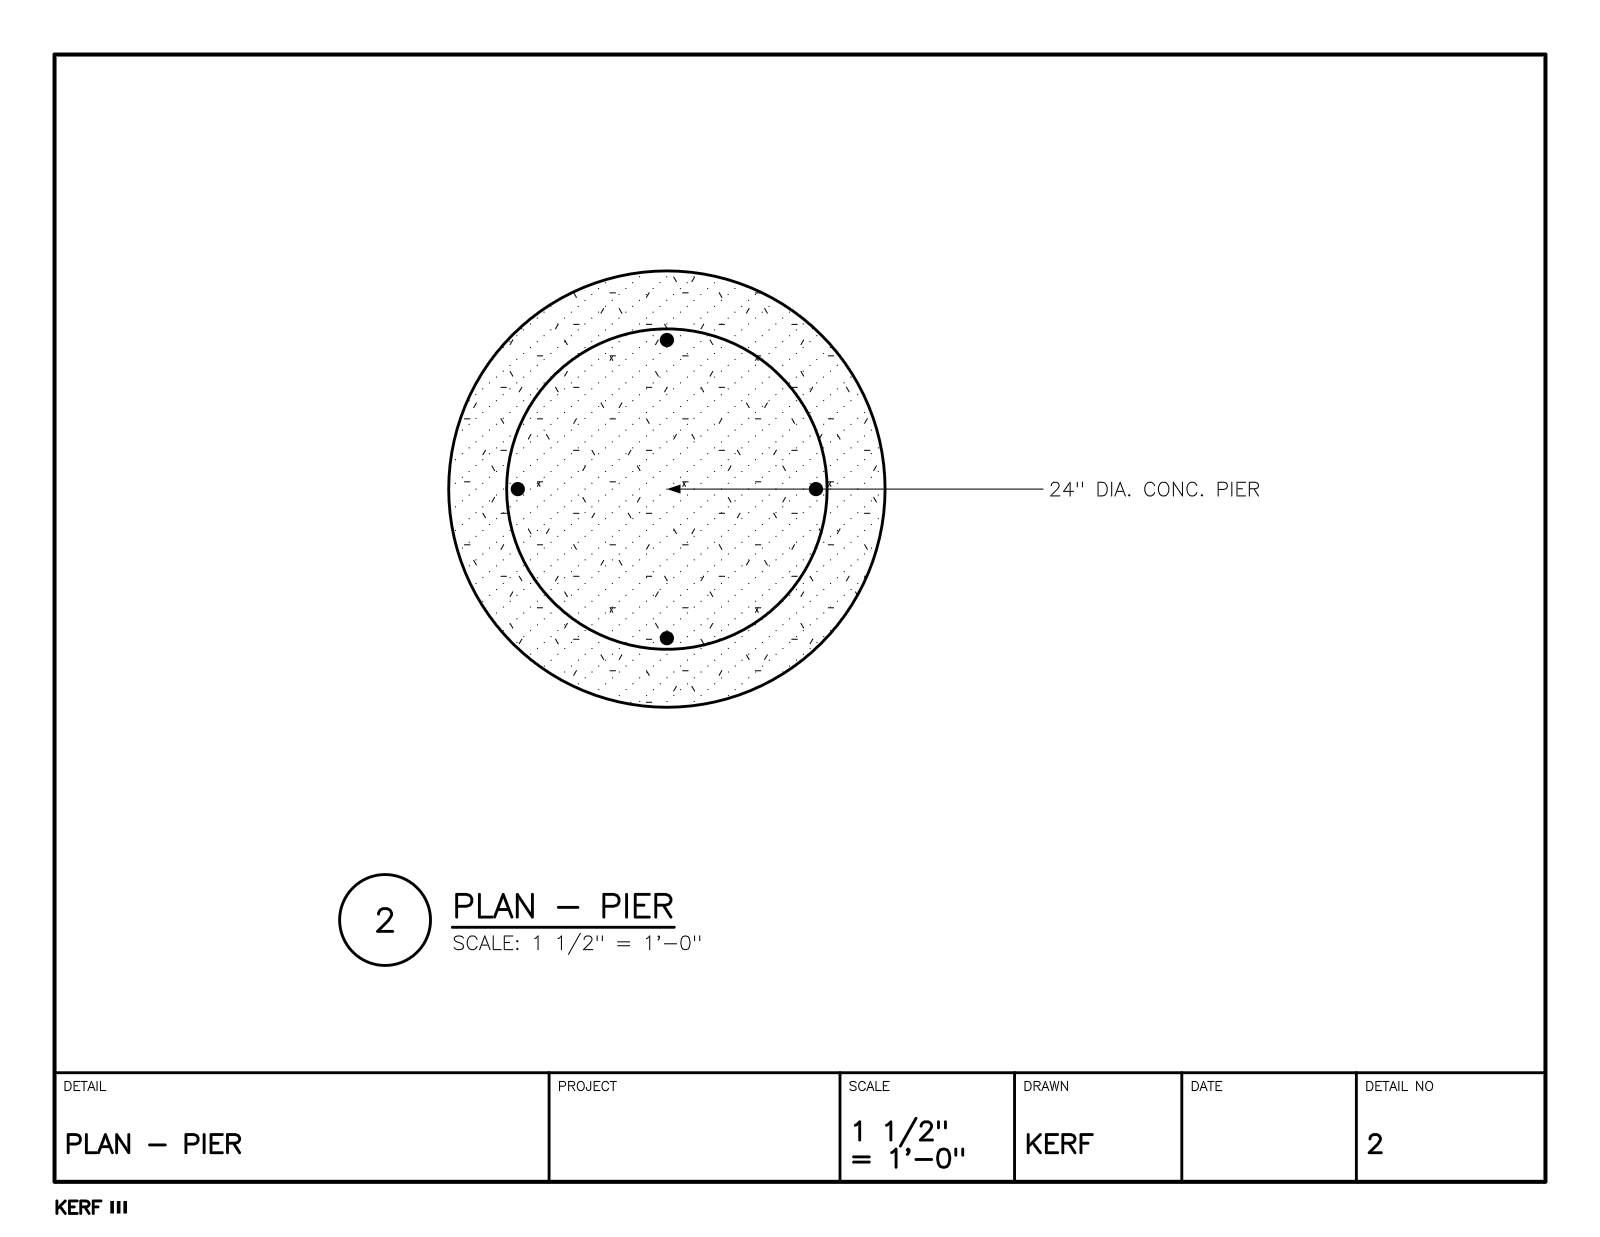 24" DIA. CONC. PIER
2
PLAN – PIER
SCALE: 1 1/2" = 1'–0"
DETAIL
PLAN – PIER
PROJECT
SCALE
1 1/2"
= 1'–0"
DRAWN
KERF
DATE
DETAIL NO
2
KERF III